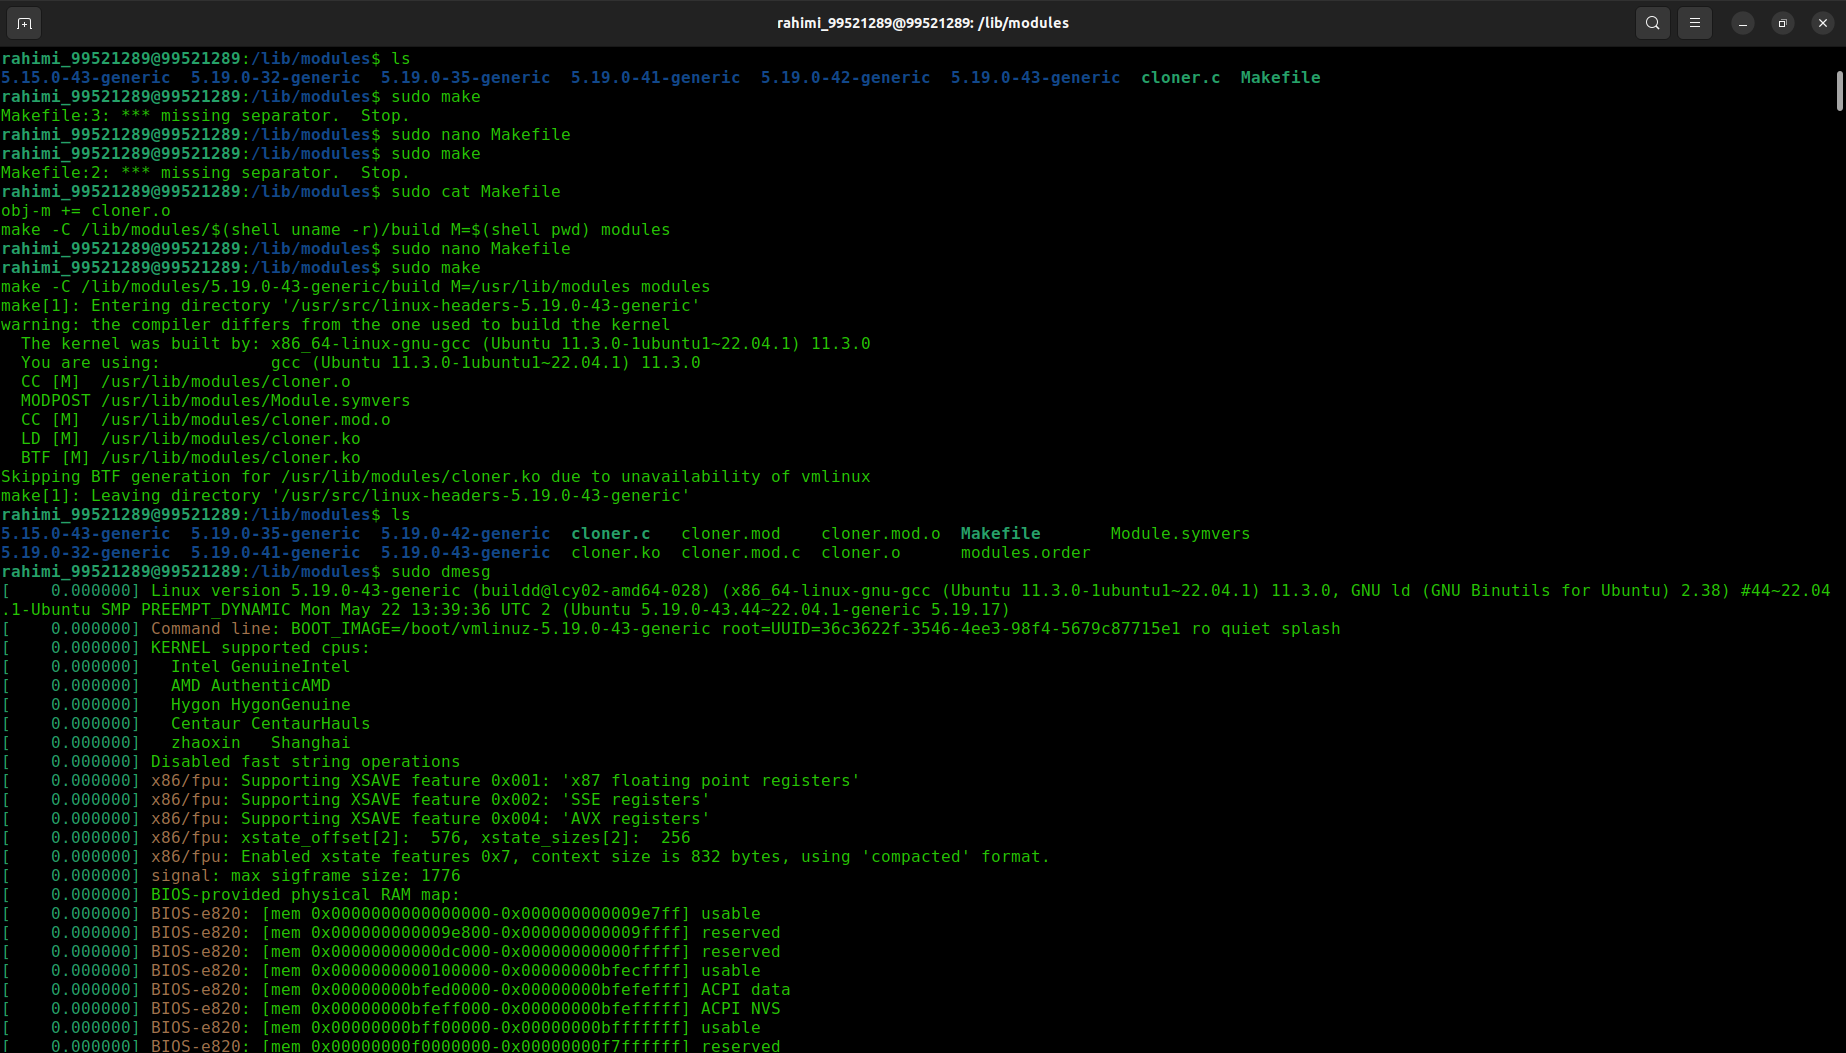 rahimi_99521289@99521289: /lib/modules
rahimi_99521289@99521289:/lib/modules$ ls
5.15.0-43-generic  5.19.0-32-generic  5.19.0-35-generic  5.19.0-41-generic  5.19.0-42-generic  5.19.0-43-generic  cloner.c  Makefile
rahimi_99521289@99521289:/lib/modules$ sudo make
Makefile:3: *** missing separator.  Stop.
rahimi_99521289@99521289:/lib/modules$ sudo nano Makefile
rahimi_99521289@99521289:/lib/modules$ sudo make
Makefile:2: *** missing separator.  Stop.
rahimi_99521289@99521289:/lib/modules$ sudo cat Makefile
obj-m += cloner.o
make -C /lib/modules/$(shell uname -r)/build M=$(shell pwd) modules
rahimi_99521289@99521289:/lib/modules$ sudo nano Makefile
rahimi_99521289@99521289:/lib/modules$ sudo make
make -C /lib/modules/5.19.0-43-generic/build M=/usr/lib/modules modules
make[1]: Entering directory '/usr/src/linux-headers-5.19.0-43-generic'
warning: the compiler differs from the one used to build the kernel
  The kernel was built by: x86_64-linux-gnu-gcc (Ubuntu 11.3.0-1ubuntu1~22.04.1) 11.3.0
  You are using:           gcc (Ubuntu 11.3.0-1ubuntu1~22.04.1) 11.3.0
  CC [M]  /usr/lib/modules/cloner.o
  MODPOST /usr/lib/modules/Module.symvers
  CC [M]  /usr/lib/modules/cloner.mod.o
  LD [M]  /usr/lib/modules/cloner.ko
  BTF [M] /usr/lib/modules/cloner.ko
Skipping BTF generation for /usr/lib/modules/cloner.ko due to unavailability of vmlinux
make[1]: Leaving directory '/usr/src/linux-headers-5.19.0-43-generic'
rahimi_99521289@99521289:/lib/modules$ ls
5.15.0-43-generic  5.19.0-35-generic  5.19.0-42-generic  cloner.c   cloner.mod    cloner.mod.o  Makefile       Module.symvers
5.19.0-32-generic  5.19.0-41-generic  5.19.0-43-generic  cloner.ko  cloner.mod.c  cloner.o      modules.order
rahimi_99521289@99521289:/lib/modules$ sudo dmesg
[    0.000000] Linux version 5.19.0-43-generic (buildd@lcy02-amd64-028) (x86_64-linux-gnu-gcc (Ubuntu 11.3.0-1ubuntu1~22.04.1) 11.3.0, GNU ld (GNU Binutils for Ubuntu) 2.38) #44~22.04
.1-Ubuntu SMP PREEMPT_DYNAMIC Mon May 22 13:39:36 UTC 2 (Ubuntu 5.19.0-43.44~22.04.1-generic 5.19.17)
[    0.000000] Command line: BOOT_IMAGE=/boot/vmlinuz-5.19.0-43-generic root=UUID=36c3622f-3546-4ee3-98f4-5679c87715e1 ro quiet splash
[    0.000000] KERNEL supported cpus:
[    0.000000]   Intel GenuineIntel
[    0.000000]   AMD AuthenticAMD
[    0.000000]   Hygon HygonGenuine
[    0.000000]   Centaur CentaurHauls
[    0.000000]   zhaoxin   Shanghai
[    0.000000] Disabled fast string operations
[    0.000000] x86/fpu: Supporting XSAVE feature 0x001: 'x87 floating point registers'
[    0.000000] x86/fpu: Supporting XSAVE feature 0x002: 'SSE registers'
[    0.000000] x86/fpu: Supporting XSAVE feature 0x004: 'AVX registers'
[    0.000000] x86/fpu: xstate_offset[2]:  576, xstate_sizes[2]:  256
[    0.000000] x86/fpu: Enabled xstate features 0x7, context size is 832 bytes, using 'compacted' format.
[    0.000000] signal: max sigframe size: 1776
[    0.000000] BIOS-provided physical RAM map:
[    0.000000] BIOS-e820: [mem 0x0000000000000000-0x000000000009e7ff] usable
[    0.000000] BIOS-e820: [mem 0x000000000009e800-0x000000000009ffff] reserved
[    0.000000] BIOS-e820: [mem 0x00000000000dc000-0x00000000000fffff] reserved
[    0.000000] BIOS-e820: [mem 0x0000000000100000-0x00000000bfecffff] usable
[    0.000000] BIOS-e820: [mem 0x00000000bfed0000-0x00000000bfefefff] ACPI data
[    0.000000] BIOS-e820: [mem 0x00000000bfeff000-0x00000000bfefffff] ACPI NVS
[    0.000000] BIOS-e820: [mem 0x00000000bff00000-0x00000000bfffffff] usable
[    0.000000] BIOS-e820: [mem 0x00000000f0000000-0x00000000f7ffffff] reserved